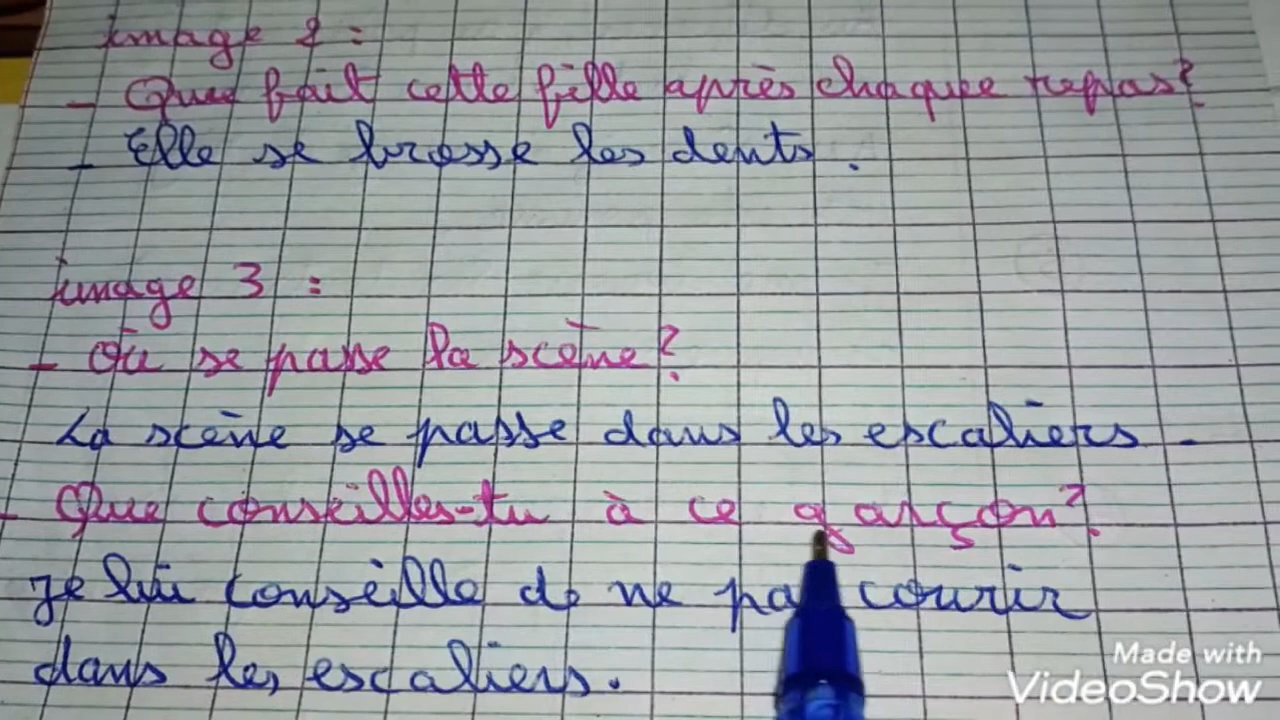 image 2 :
- Que fait cette fille après chaque repas?
- Elle se brosse les dents.
image 3 :
- Où se passe la scène?
La scène se passe dans les escaliers.
- Que conseilles-tu à ce garçon?
Je lui conseille de ne pas courir
dans les escaliers.
Made with
VideoShow